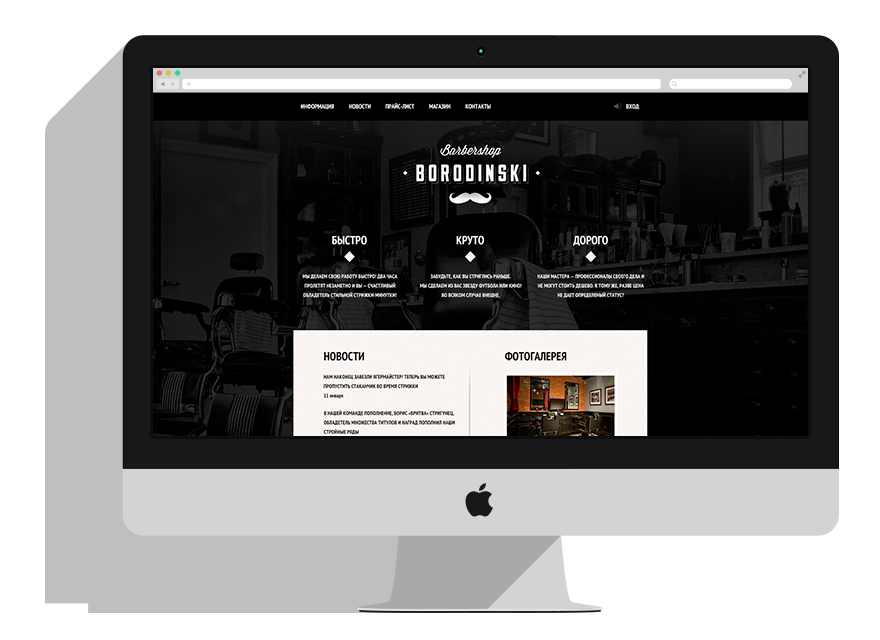 ИНФОРМАЦИЯ НОВОСТИ ПРАЙС-ЛИСТ МАГАЗИН КОНТАКТЫ ВХОД
Barbershop
BORODINSKI
БЫСТРО КРУТО ДОРОГО
МЫ ДЕЛАЕМ СВОЮ РАБОТУ БЫСТРО! ДВА ЧАСА
ПРОЛЕТЯТ НЕЗАМЕТНО И ВЫ — СЧАСТЛИВЫЙ
ОБЛАДАТЕЛЬ СТИЛЬНОЙ СТРИЖКИ-МИНУТКИ!
ЗАБУДЬТЕ, КАК ВЫ СТРИГЛИСЬ РАНЬШЕ.
МЫ СДЕЛАЕМ ИЗ ВАС ЗВЕЗДУ ФУТБОЛА ИЛИ КИНО!
ВО ВСЯКОМ СЛУЧАЕ ВНЕШНЕ.
НАШИ МАСТЕРА — ПРОФЕССИОНАЛЫ СВОЕГО ДЕЛА И
НЕ МОГУТ СТОИТЬ ДЕШЕВО. К ТОМУ ЖЕ, РАЗВЕ ЦЕНА
НЕ ДАЕТ ОПРЕДЕЛЕНЫЙ СТАТУС?
НОВОСТИ
НАМ НАКОНЕЦ ЗАВЕЗЛИ ЯГЕРМАЙСТЕР! ТЕПЕРЬ ВЫ МОЖЕТЕ
ПРОПУСТИТЬ СТАКАНЧИК ВО ВРЕМЯ СТРИЖКИ
11 января
В НАШЕЙ КОМАНДЕ ПОПОЛНЕНИЕ, БОРИС «БРИТВА» СТРИГУНЕЦ,
ОБЛАДАТЕЛЬ МНОЖЕСТВА ТИТУЛОВ И НАГРАД ПОПОЛНИЛ НАШИ
СТРОЙНЫЕ РЯДЫ
ФОТОГАЛЕРЕЯ